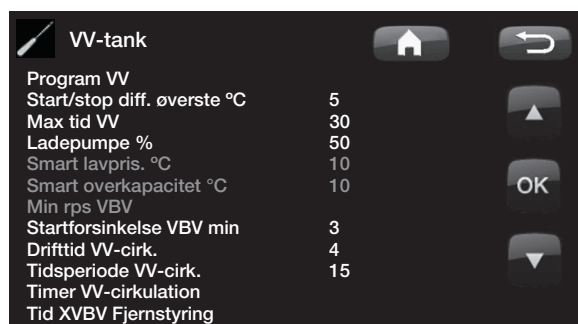 VV-tank
Program VV
Start/stop diff. øverste ºC 5
Max tid VV 30
Ladepumpe % 50
Smart lavpris. ºC 10
Smart overkapacitet °C 10
Min rps VBV
Startforsinkelse VBV min 3
Drifttid VV-cirk. 4
Tidsperiode VV-cirk. 15
Timer VV-cirkulation
Tid XVBV Fjernstyring
OK